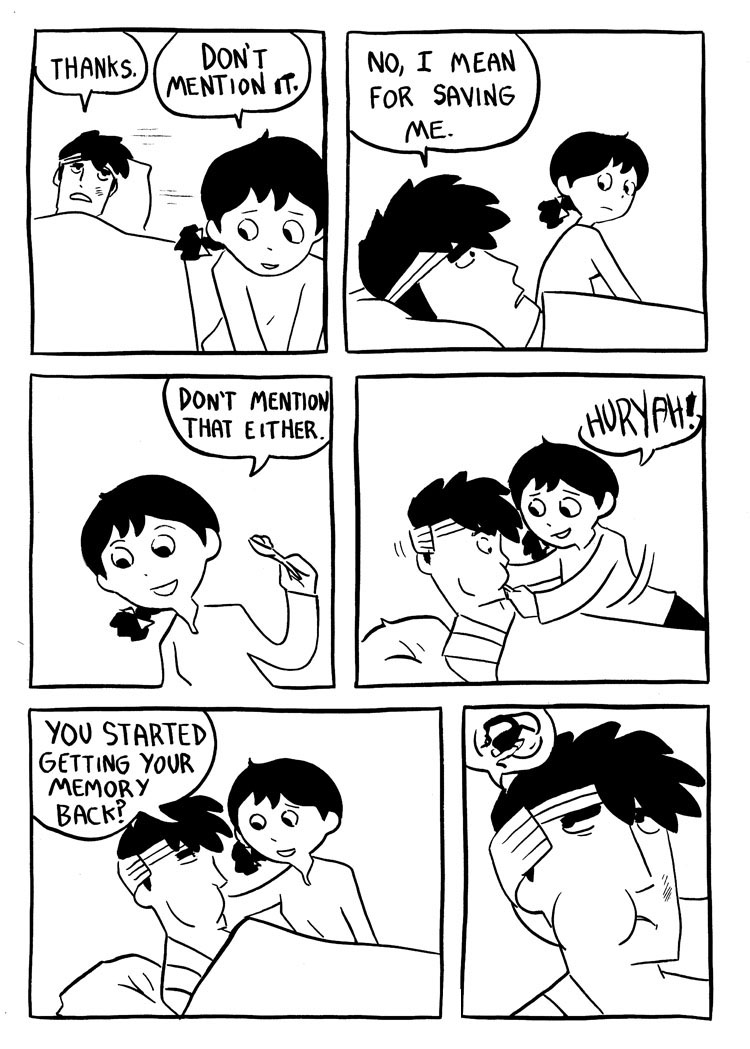 THANKS.
DON'T
MENTION IT.
NO, I MEAN
FOR SAVING
ME.
DON'T MENTION
THAT EITHER.
HURYAH!
YOU STARTED
GETTING YOUR
MEMORY
BACK?